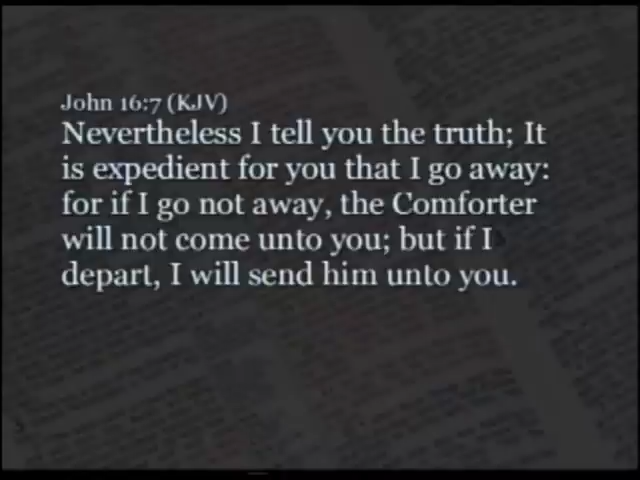 John 16:7 (KJV)
Nevertheless I tell you the truth; It
is expedient for you that I go away:
for if I go not away, the Comforter
will not come unto you; but if I
depart, I will send him unto you.